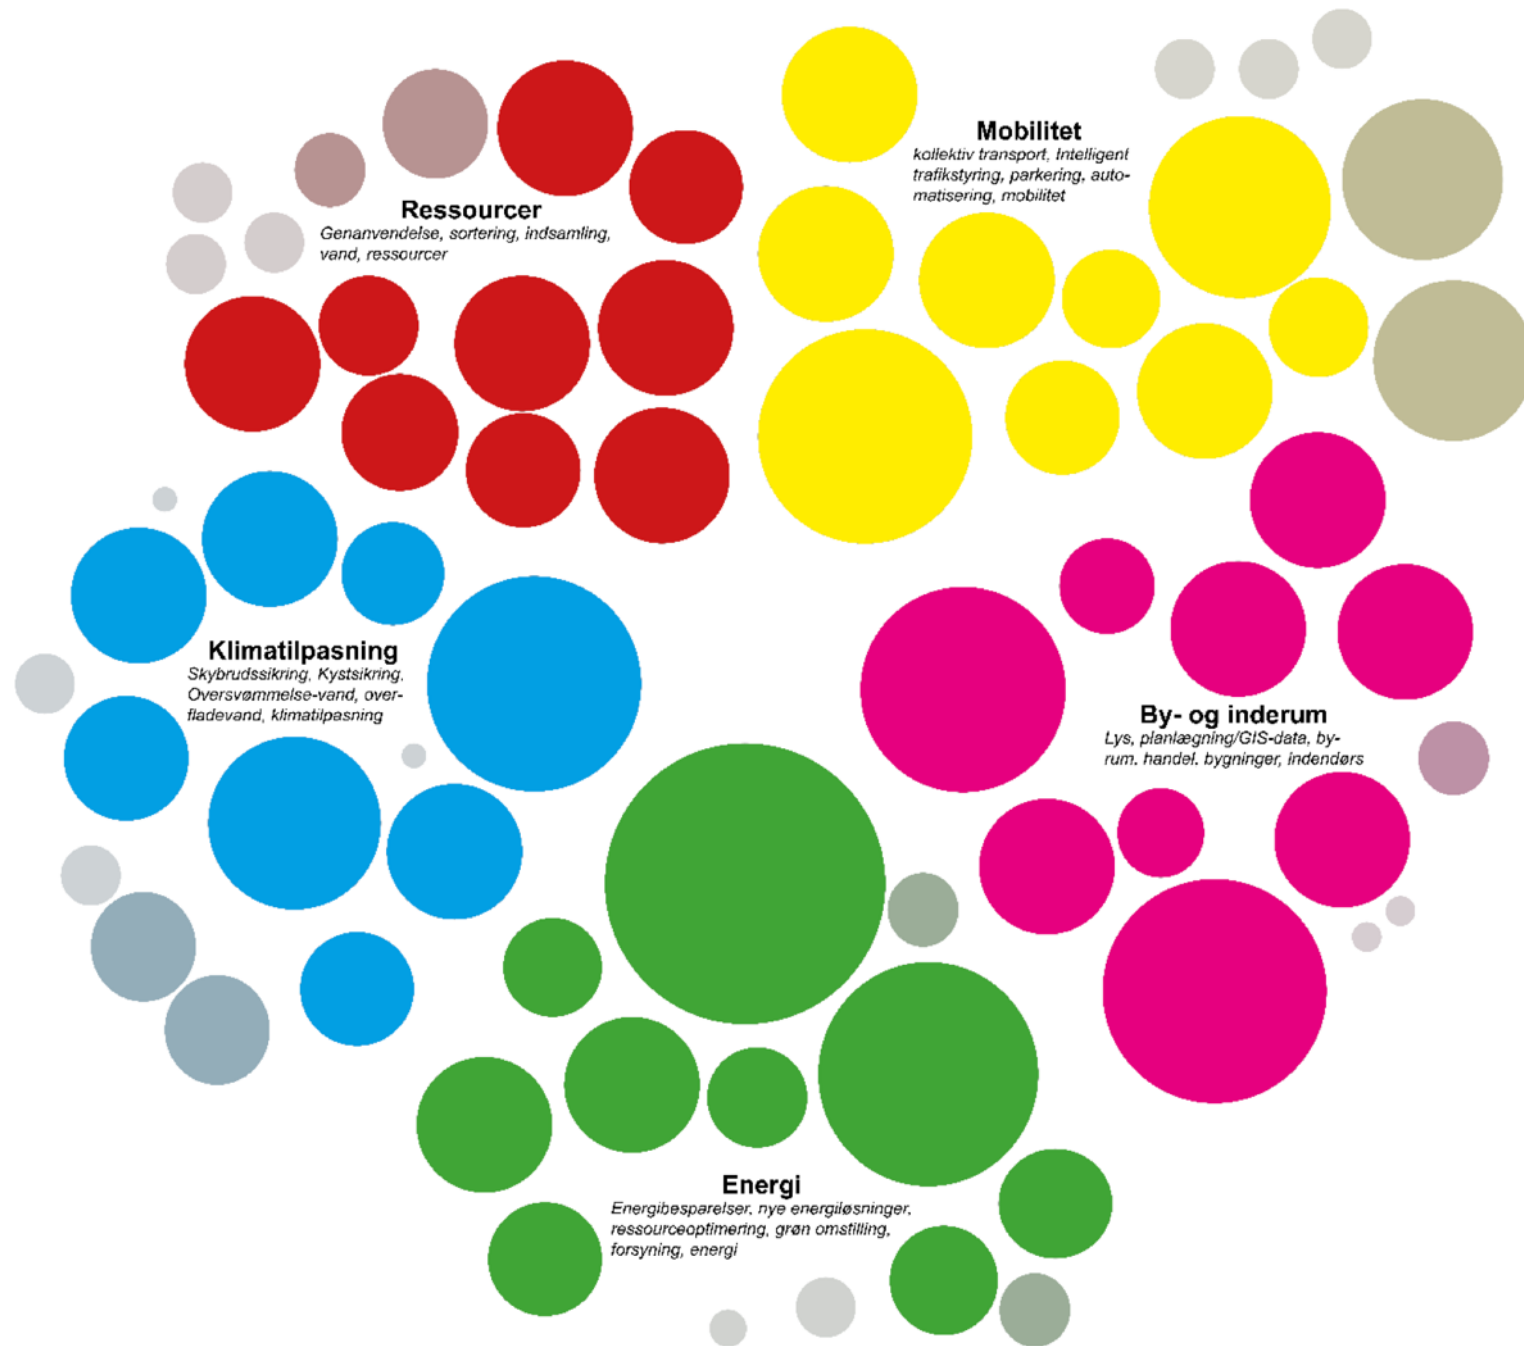 Mobilitet
kollektiv transport, Intelligent
trafikstyring, parkering, auto-
matisering, mobilitet
Ressourcer
Genanvendelse, sortering, indsamling,
vand, ressourcer
Klimatilpasning
Skybrudssikring, Kystsikring,
Oversvømmelse-vand, over-
fladevand, klimatilpasning
By- og inderum
Lys, planlægning/GIS-data, by-
rum, handel, bygninger, indendørs
Energi
Energibesparelser, nye energiløsninger,
ressourceoptimering, grøn omstilling,
forsyning, energi